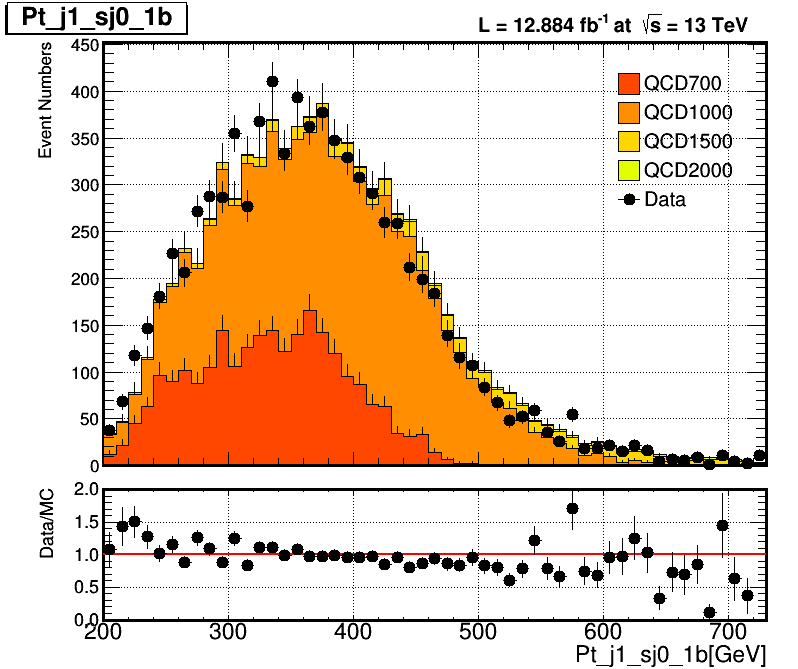 Pt_j1_sj0_1b
L = 12.884 fb-1 at √s = 13 TeV
Event Numbers
450
400
350
300
250
200
150
100
50
0
QCD700
QCD1000
QCD1500
QCD2000
Data
Data/MC
2.0
1.5
1.0
0.5
0.0
200 300 400 500 600 700
Pt_j1_sj0_1b[GeV]